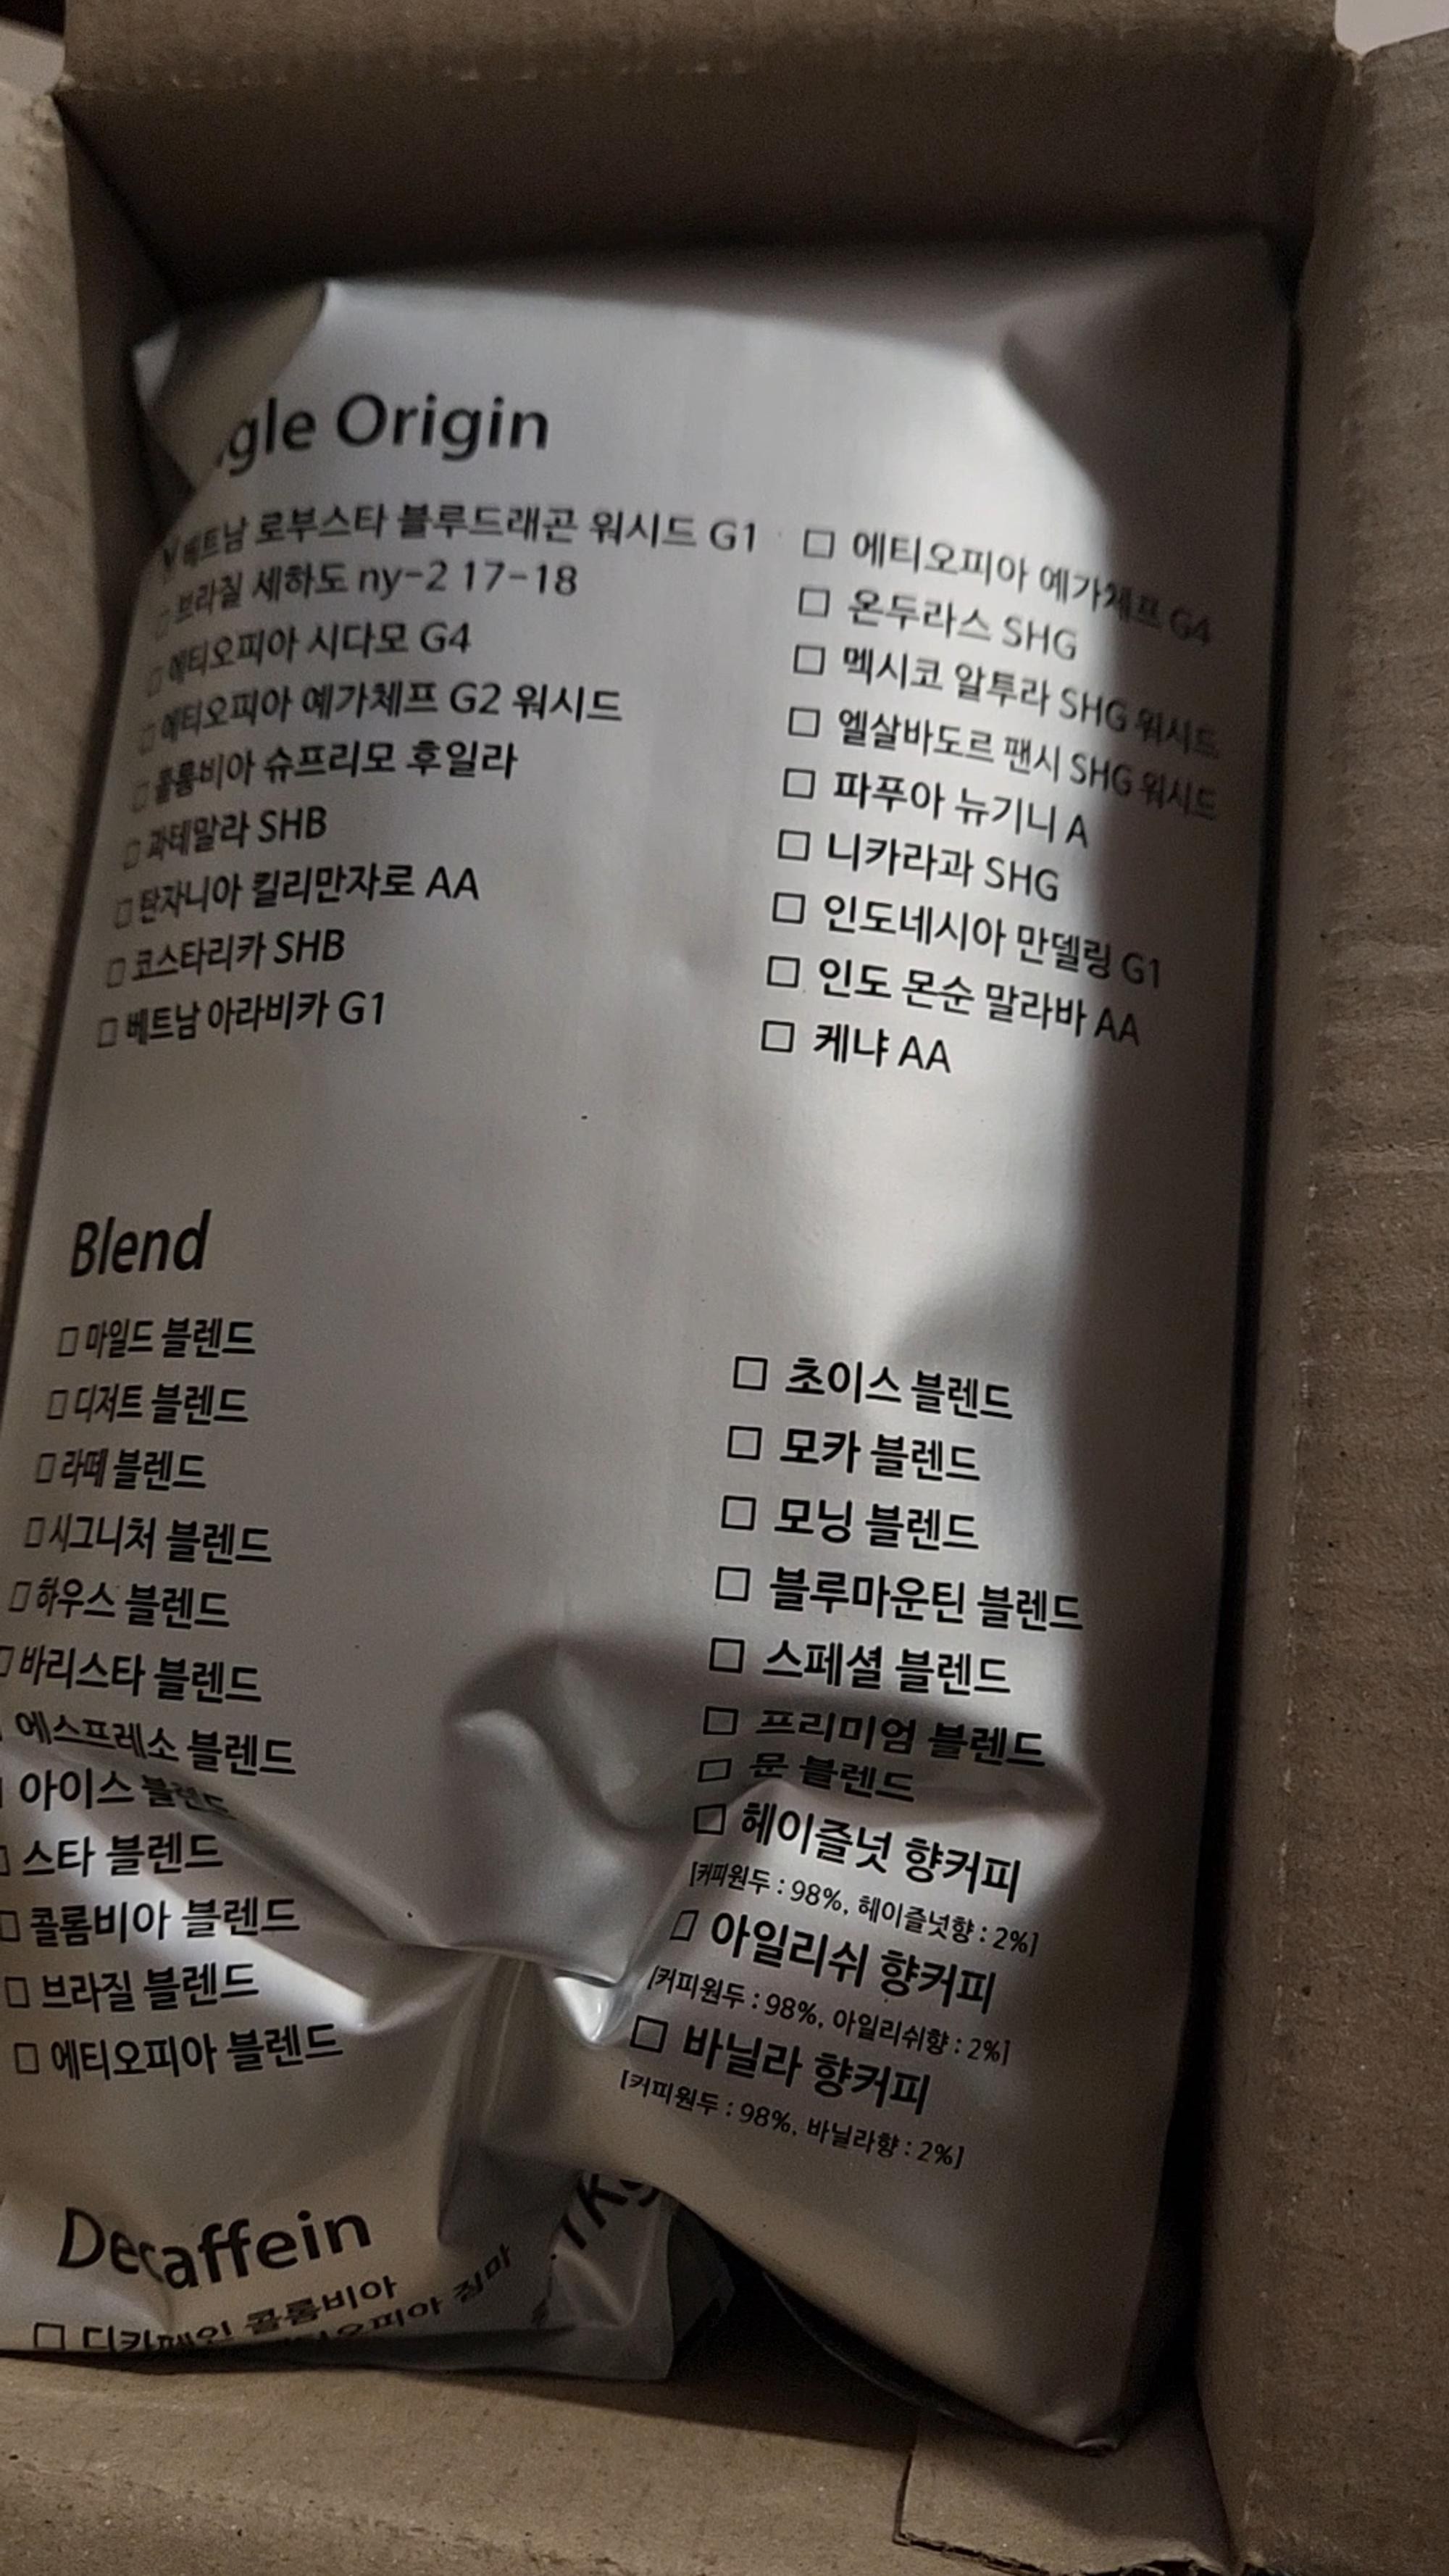 gle Origin
베트남 로부스타 블루드래곤 워시드 G1
□ 브라질 세하도 ny-2 17-18
□ 에티오피아 시다모 G4
□ 에티오피아 예가체프 G2 워시드
□ 콜롬비아 슈프리모 후일라
□ 과테말라 SHB
□ 탄자니아 킬리만자로 AA
□ 코스타리카 SHB
□ 베트남 아라비카 G1
□ 에티오피아 예가체프 G4
□ 온두라스 SHG
□ 멕시코 알투라 SHG 워시드
□ 엘살바도르 팬시 SHG 워시드
□ 파푸아 뉴기니 A
□ 니카라과 SHG
□ 인도네시아 만델링 G1
□ 인도 몬순 말라바 AA
□ 케냐 AA
Blend
□ 마일드 블렌드
□ 디저트 블렌드
□ 라떼 블렌드
□ 시그니처 블렌드
□ 하우스 블렌드
□ 바리스타 블렌드
에스프레소 블렌드
아이스 블렌드
□ 스타 블렌드
□ 콜롬비아 블렌드
□ 브라질 블렌드
□ 에티오피아 블렌드
□ 초이스 블렌드
□ 모카 블렌드
□ 모닝 블렌드
□ 블루마운틴 블렌드
□ 스페셜 블렌드
□ 프리미엄 블렌드
□ 문 블렌드
□ 헤이즐넛 향커피
[커피원두 : 98%, 헤이즐넛향 : 2%]
□ 아일리쉬 향커피
[커피원두 : 98%, 아일리쉬향 : 2%]
□ 바닐라 향커피
[커피원두 : 98%, 바닐라향 : 2%]
Decaffein
□ 디카페인 콜롬비아